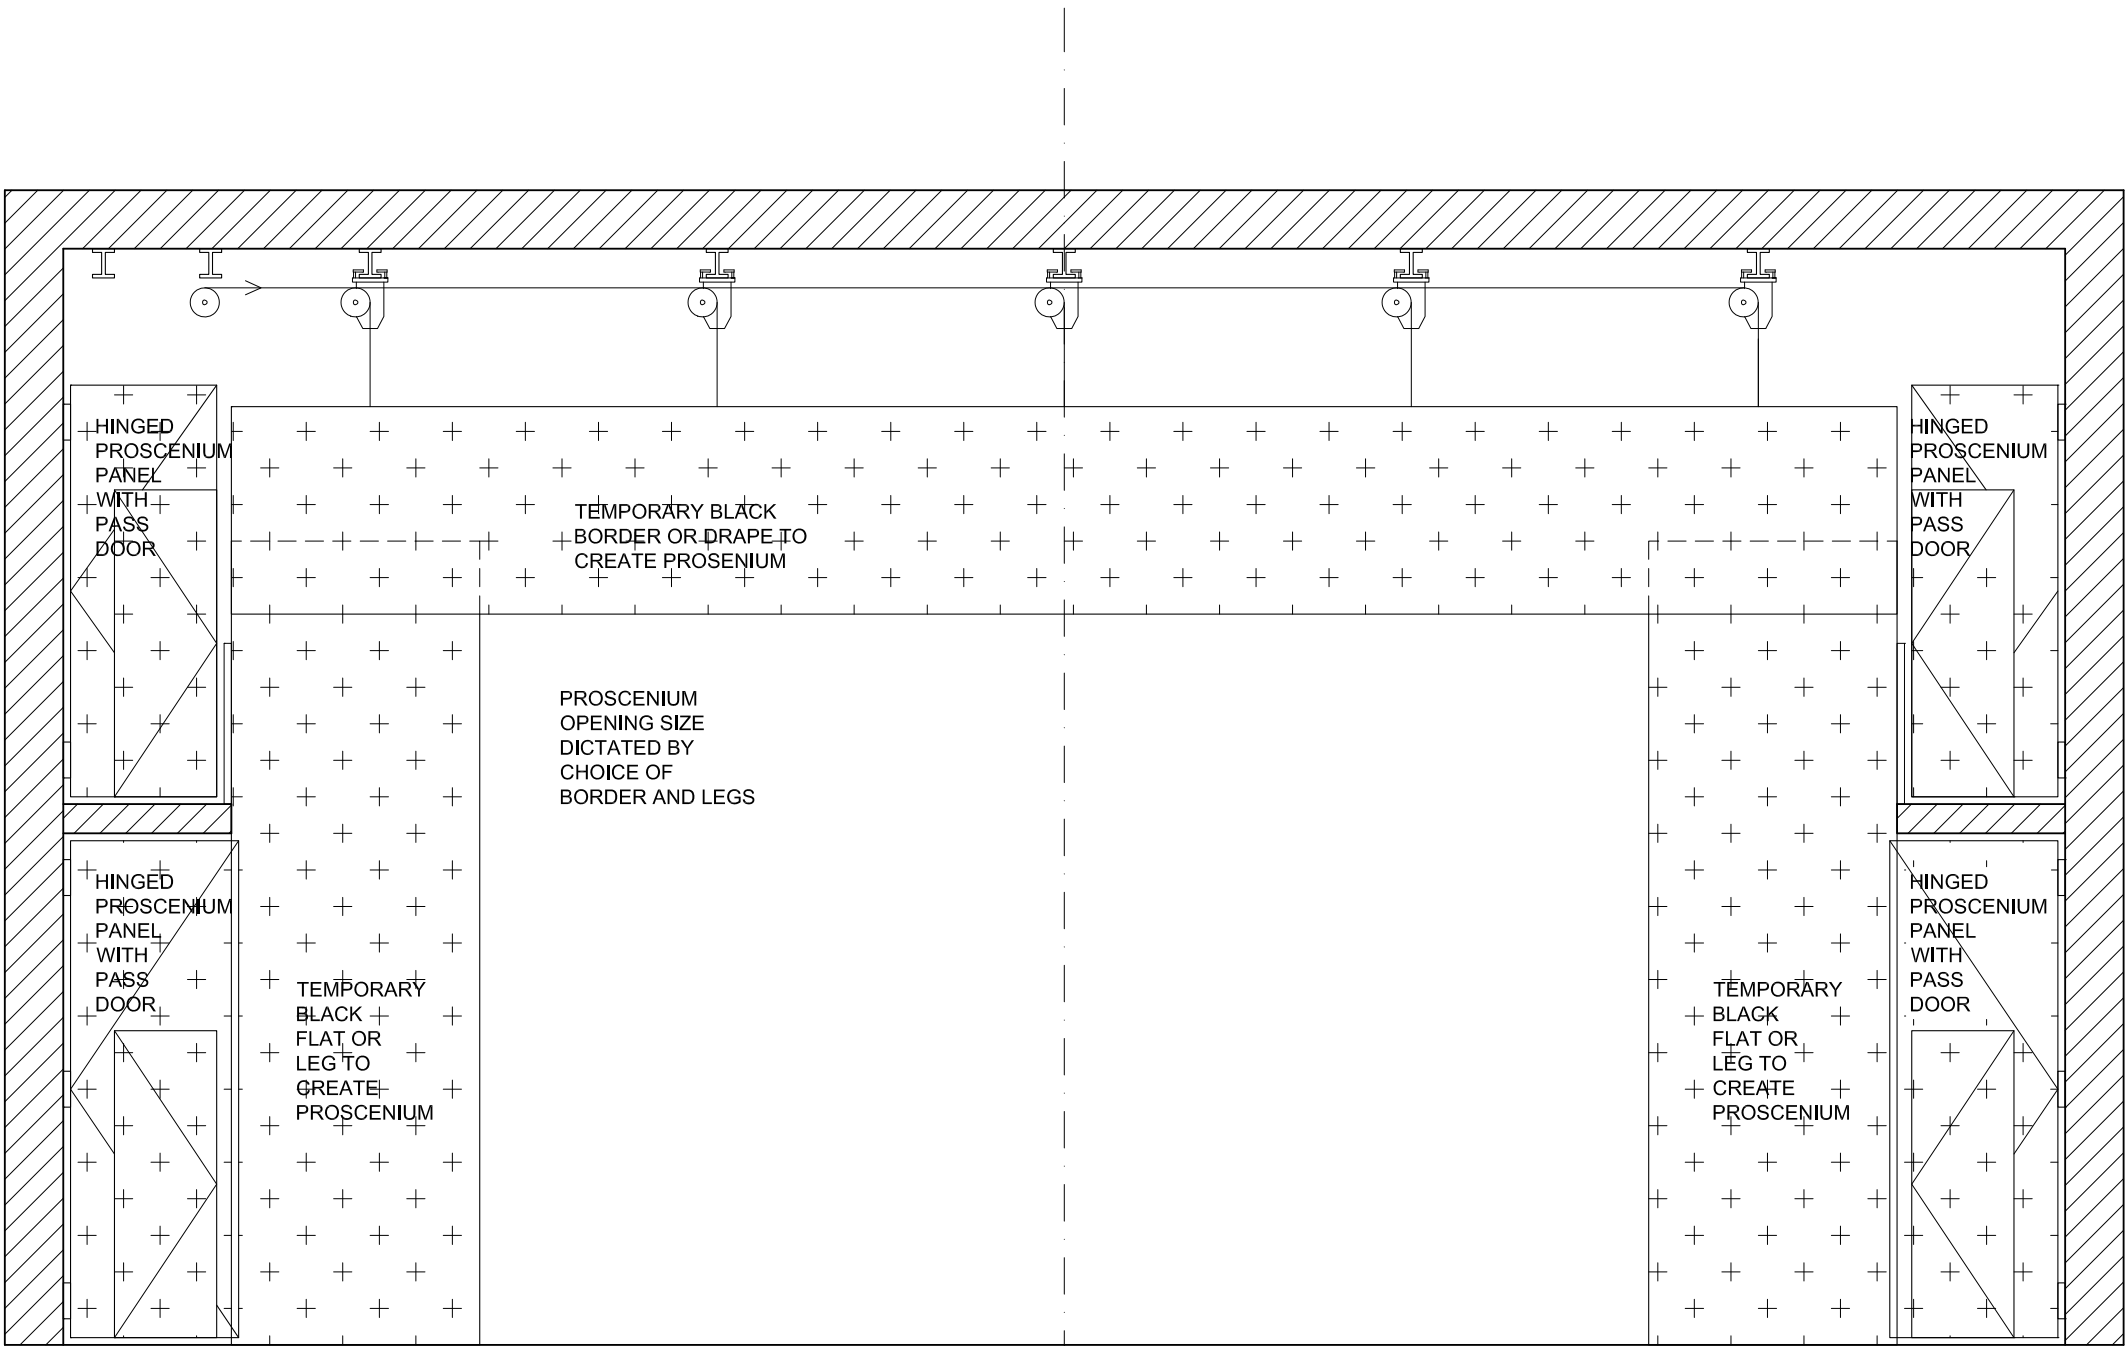 HINGED
PROSCENIUM
PANEL
WITH
PASS
DOOR
TEMPORARY BLACK
BORDER OR DRAPE TO
CREATE PROSENIUM
HINGED
PROSCENIUM
PANEL
WITH
PASS
DOOR
PROSCENIUM
OPENING SIZE
DICTATED BY
CHOICE OF
BORDER AND LEGS
HINGED
PROSCENIUM
PANEL
WITH
PASS
DOOR
TEMPORARY
BLACK
FLAT OR
LEG TO
CREATE
PROSCENIUM
TEMPORARY
BLACK
FLAT OR
LEG TO
CREATE
PROSCENIUM
HINGED
PROSCENIUM
PANEL
WITH
PASS
DOOR